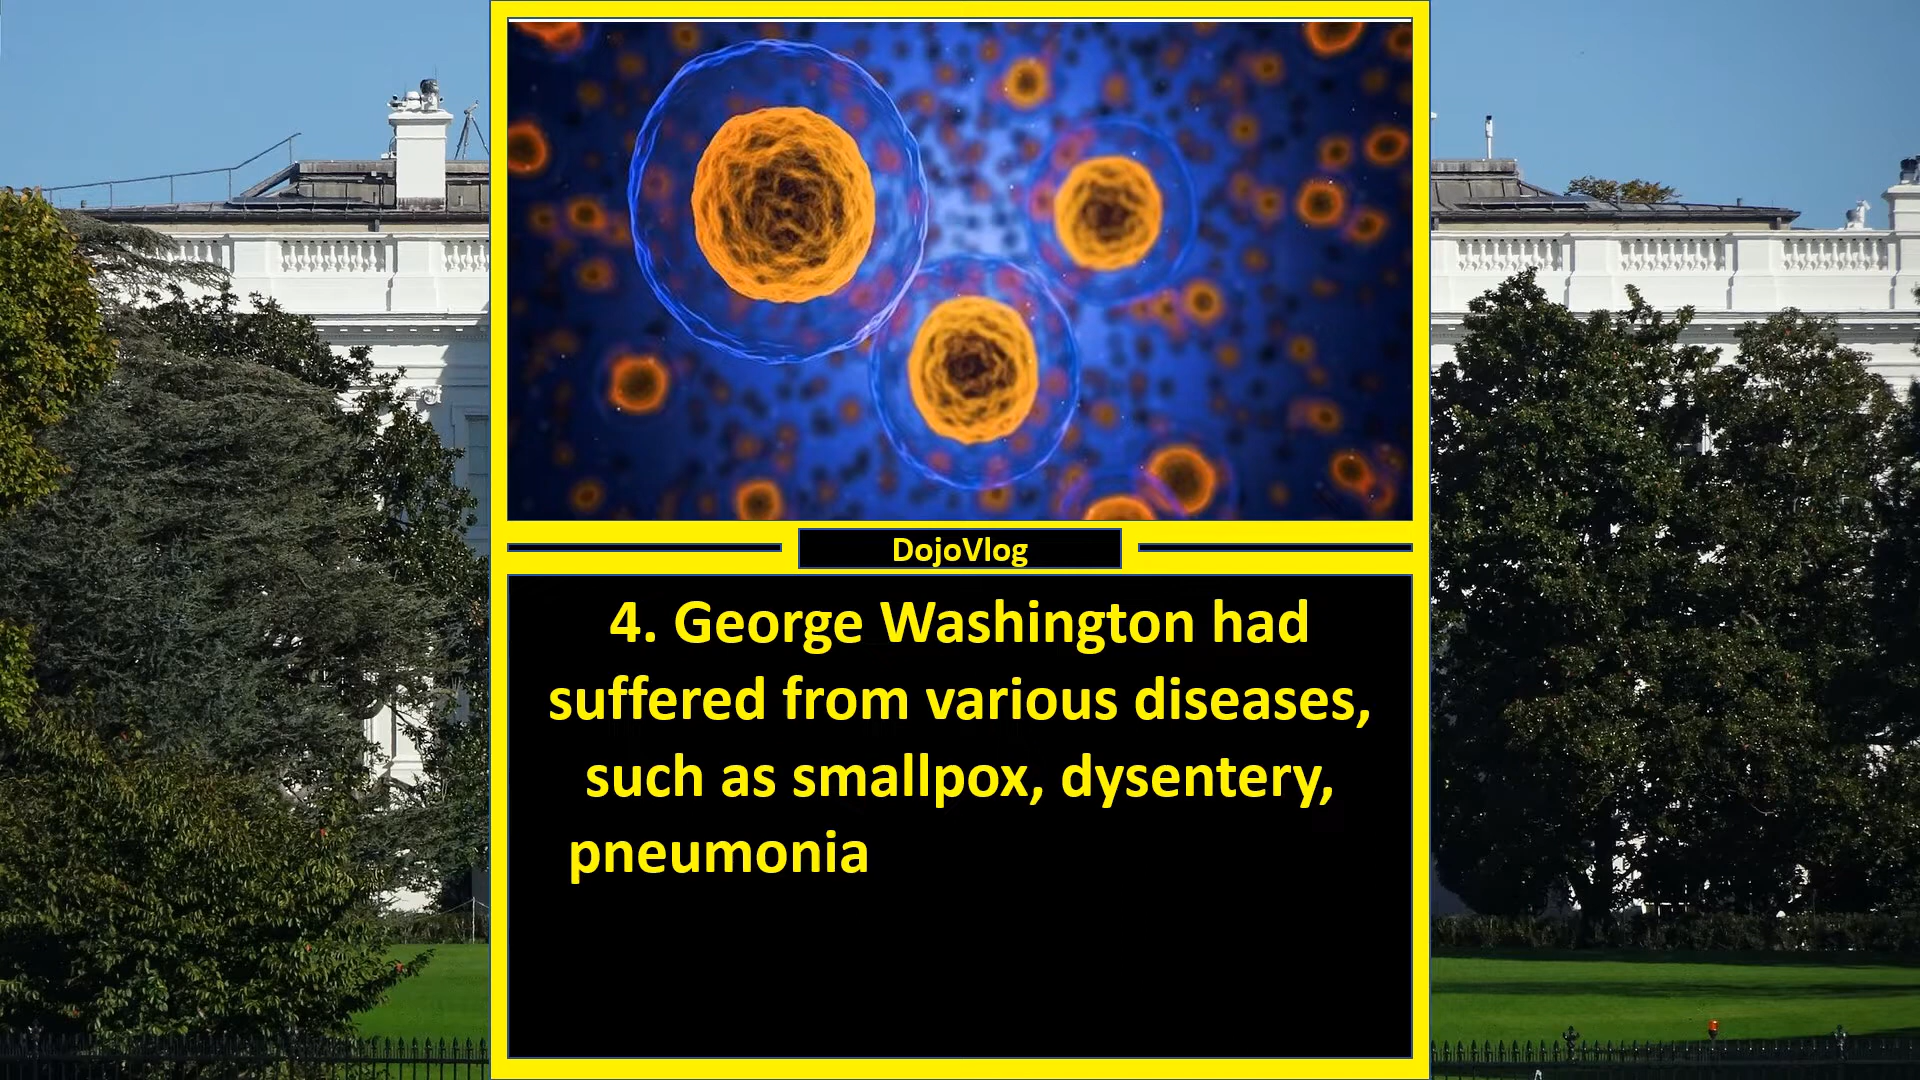 DojoVlog
4. George Washington had
suffered from various diseases,
such as smallpox, dysentery,
pneumonia